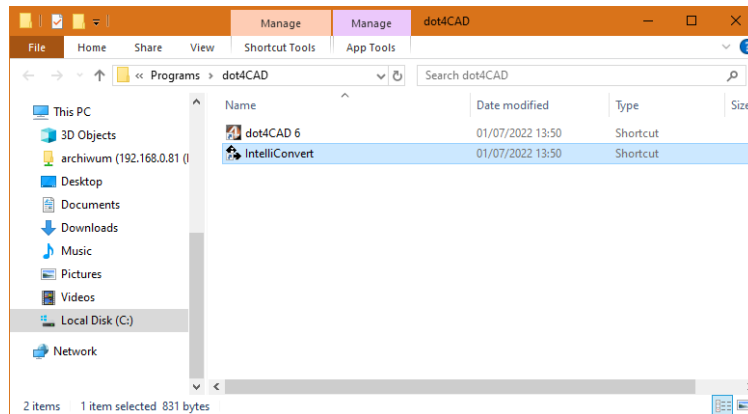 Manage Manage dot4CAD
File Home Share View Shortcut Tools App Tools
« Programs › dot4CAD Search dot4CAD
Name Date modified Type Size
This PC
3D Objects
archiwum (192.168.0.81 (
Desktop
Documents
Downloads
Music
Pictures
Videos
Local Disk (C:)
Network
dot4CAD 6 01/07/2022 13:50 Shortcut
IntelliConvert 01/07/2022 13:50 Shortcut
2 items 1 item selected 831 bytes